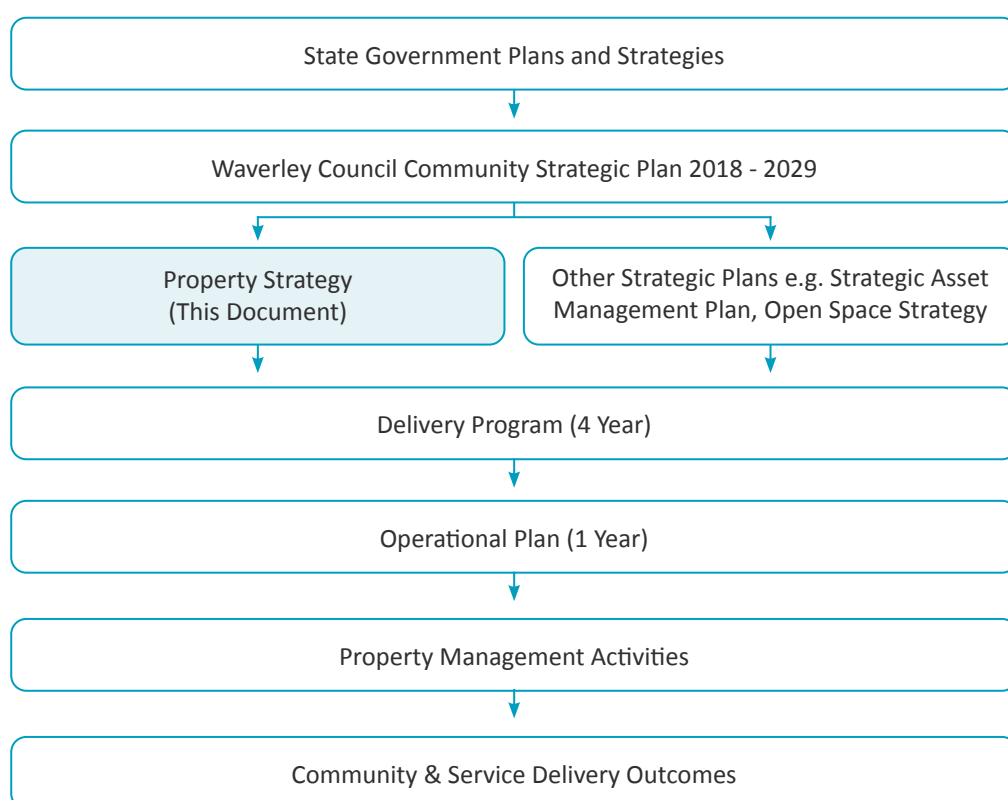 State Government Plans and Strategies
Waverley Council Community Strategic Plan 2018 - 2029
Property Strategy
(This Document)
Other Strategic Plans e.g. Strategic Asset
Management Plan, Open Space Strategy
Delivery Program (4 Year)
Operational Plan (1 Year)
Property Management Activities
Community & Service Delivery Outcomes